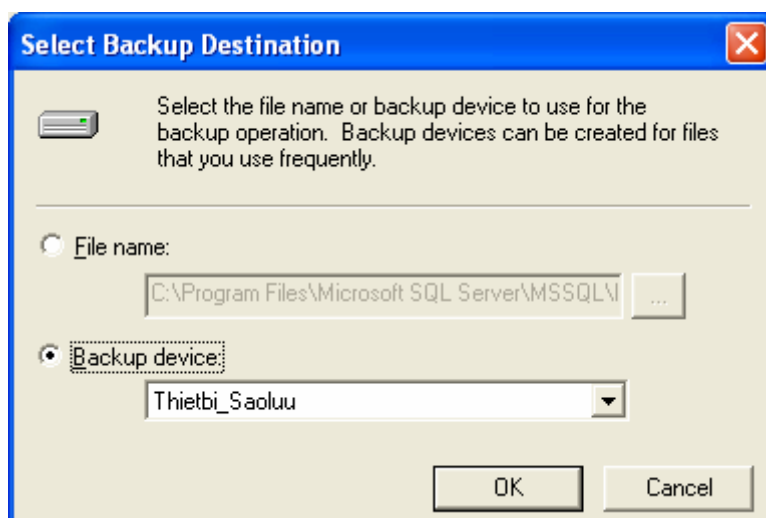 Select Backup Destination
Select the file name or backup device to use for the
backup operation. Backup devices can be created for files
that you use frequently.
File name:
C:\Program Files\Microsoft SQL Server\MSSQL\
...
Backup device:
Thietbi_Saoluu
OK
Cancel